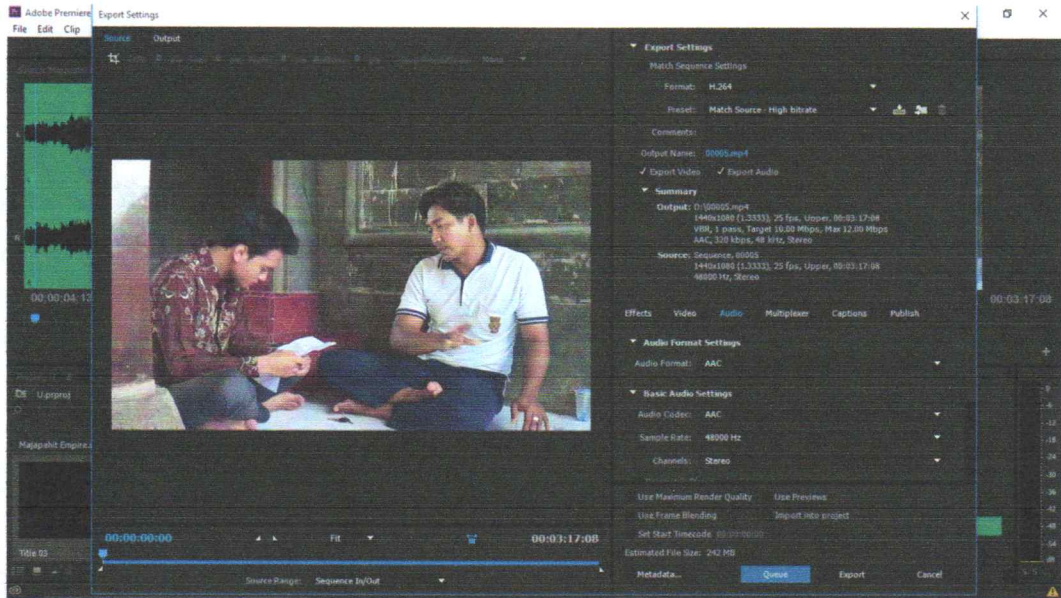 Adobe Premiere
File Edit Clip
Export Settings
Source Output
Export Settings
Match Sequence Settings
Format: H.264
Preset: Match Source - High bitrate
Comments:
Output Name: 00005.mp4
Export Video Export Audio
Summary
Output: D:\00005.mp4
1440x1080 (1.3333), 25 fps, Upper, 00:03:17:08
VBR, 1 pass, Target 10.00 Mbps, Max 12.00 Mbps
AAC, 320 kbps, 48 kHz, Stereo
Source: Sequence, 00005
1440x1080 (1.3333), 25 fps, Upper, 00:03:17:08
48000 Hz, Stereo
00:00:04:12
00:03:17:08
Effects Video Audio Multiplexer Captions Publish
Audio Format Settings
Audio Format: AAC
Basic Audio Settings
Audio Codec: AAC
Sample Rate: 48000 Hz
Channels: Stereo
U.prproj
Majapahit Empire
Title 03
Use Maximum Render Quality Use Previews
Use Frame Blending Import into project
Set Start Timecode 00:00:00:00
Estimated File Size: 242 MB
Metadata... Queue Export Cancel
00:00:00:00 Fit 00:03:17:08
Source Range: Sequence In/Out